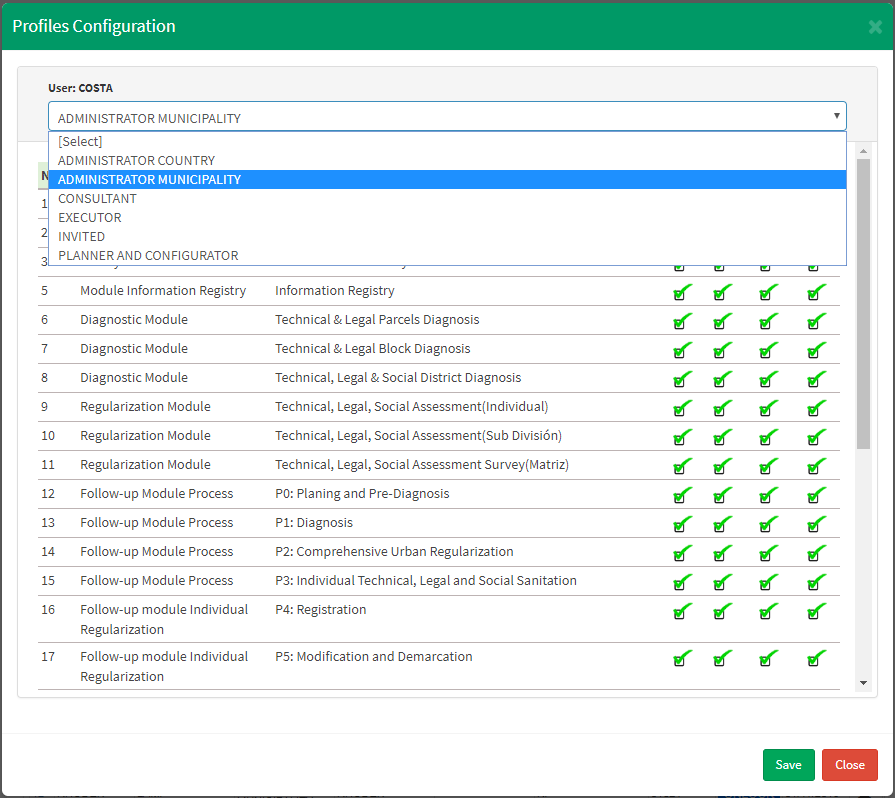 Profiles Configuration
User: COSTA
ADMINISTRATOR MUNICIPALITY
[Select]
ADMINISTRATOR COUNTRY
ADMINISTRATOR MUNICIPALITY
CONSULTANT
EXECUTOR
INVITED
PLANNER AND CONFIGURATOR
N
1
2
3
5 Module Information Registry Information Registry
6 Diagnostic Module Technical & Legal Parcels Diagnosis
7 Diagnostic Module Technical & Legal Block Diagnosis
8 Diagnostic Module Technical, Legal & Social District Diagnosis
9 Regularization Module Technical, Legal, Social Assessment(Individual)
10 Regularization Module Technical, Legal, Social Assessment(Sub División)
11 Regularization Module Technical, Legal, Social Assessment Survey(Matriz)
12 Follow-up Module Process P0: Planing and Pre-Diagnosis
13 Follow-up Module Process P1: Diagnosis
14 Follow-up Module Process P2: Comprehensive Urban Regularization
15 Follow-up Module Process P3: Individual Technical, Legal and Social Sanitation
16 Follow-up module Individual P4: Registration
Regularization
17 Follow-up module Individual P5: Modification and Demarcation
Regularization
Save Close